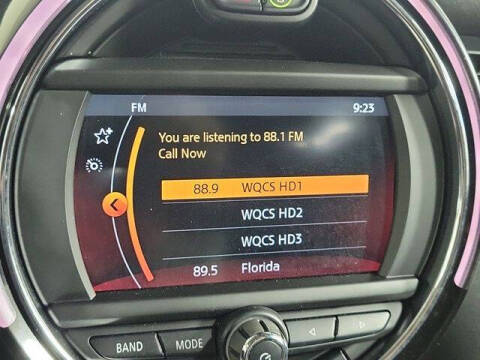 FM 9:23
You are listening to 88.1 FM
Call Now
88.9 WQCS HD1
WQCS HD2
WQCS HD3
89.5 Florida
BAND MODE